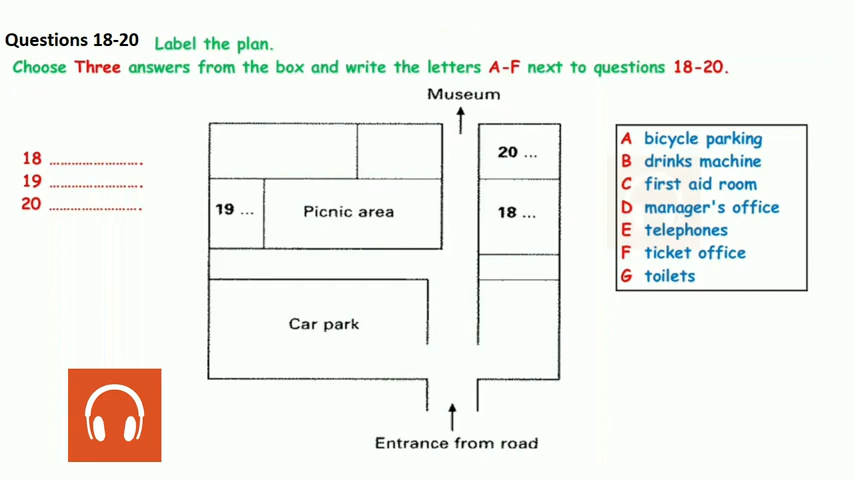 Questions 18-20 Label the plan.
Choose Three answers from the box and write the letters A-F next to questions 18-20.
Museum
18 ........................
19 ........................
20 ........................
20 ...
19 ...
Picnic area
18 ...
Car park
Entrance from road
A bicycle parking
B drinks machine
C first aid room
D manager's office
E telephones
F ticket office
G toilets